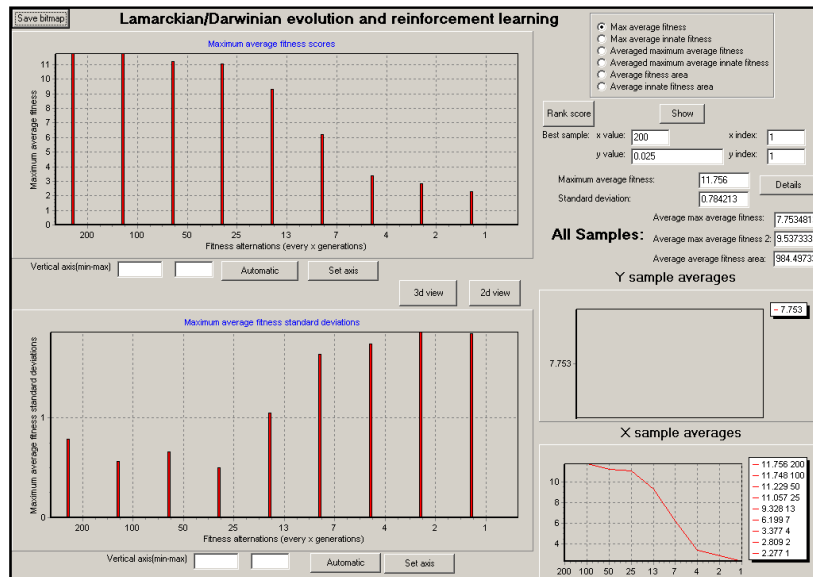 Save bitmap
Lamarckian/Darwinian evolution and reinforcement learning
Maximum average fitness scores
Maximum average fitness
11
10
9
8
7
6
5
4
3
2
1
0
200 100 50 25 13 7 4 2 1
Fitness alternations (every x generations)
Vertical axis(min-max)
Automatic
Set axis
3d view
2d view
Maximum average fitness standard deviations
Maximum average fitness standard deviations
1
0
200 100 50 25 13 7 4 2 1
Fitness alternations (every x generations)
Vertical axis(min-max)
Automatic
Set axis
Max average fitness
Max average innate fitness
Averaged maximum average fitness
Averaged maximum average innate fitness
Average fitness area
Average innate fitness area
Rank score
Show
Best sample: x value: 200 x index: 1
y value: 0.025 y index: 1
Maximum average fitness: 11.756
Standard deviation: 0.784213
Details
All Samples:
Average max average fitness: 7.753481
Average max average fitness 2: 9.537333
Average average fitness area: 984.4973
Y sample averages
7.753
7.753
X sample averages
10
8
6
4
200 100 50 25 13 7 4 2 1
11.756 200
11.748 100
11.229 50
11.057 25
9.328 13
6.199 7
3.377 4
2.809 2
2.277 1